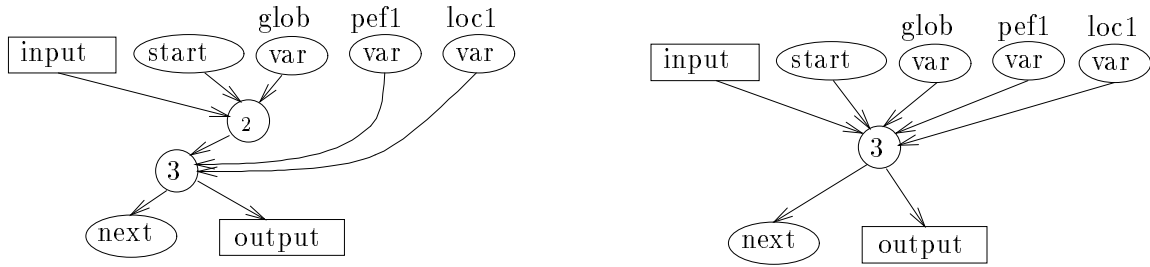 glob pef1 loc1
input start var var var
2
3
next output
glob pef1 loc1
input start var var var
3
next output